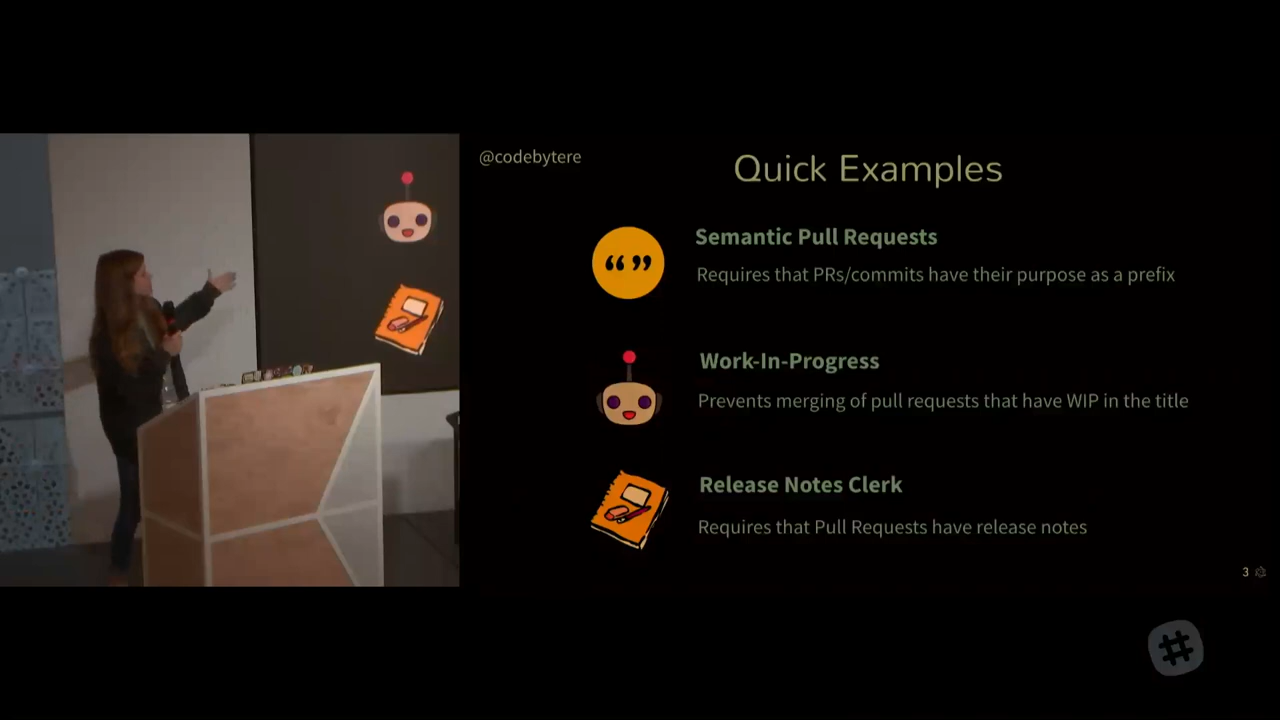 @codebytere
Quick Examples
“ ”
Semantic Pull Requests
Requires that PRs/commits have their purpose as a prefix
Work-In-Progress
Prevents merging of pull requests that have WIP in the title
Release Notes Clerk
Requires that Pull Requests have release notes
3
#